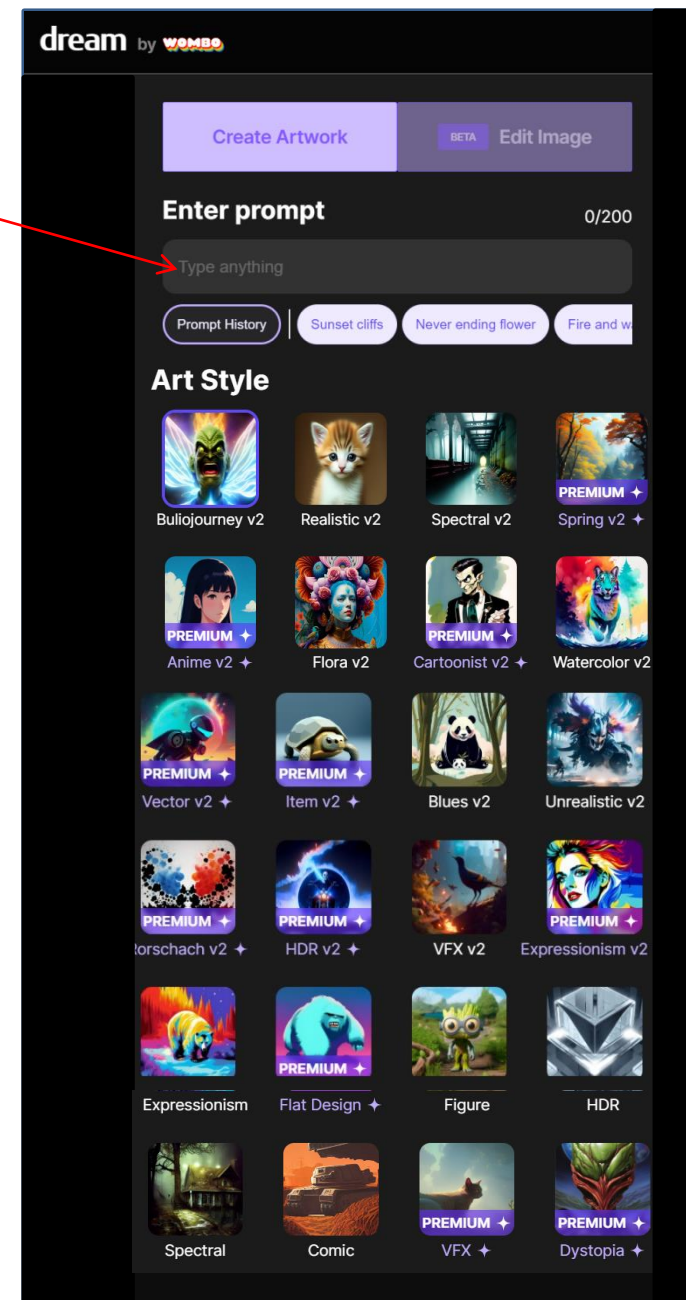 dream by WOMBO
Create Artwork BETA Edit Image
Enter prompt 0/200
Type anything
Prompt History Sunset cliffs Never ending flower Fire and w
Art Style
PREMIUM
Buliojourney v2 Realistic v2 Spectral v2 Spring v2
PREMIUM PREMIUM
Anime v2 Flora v2 Cartoonist v2 Watercolor v2
PREMIUM PREMIUM
Vector v2 Item v2 Blues v2 Unrealistic v2
PREMIUM PREMIUM PREMIUM
orschach v2 HDR v2 VFX v2 Expressionism v2
PREMIUM
Expressionism Flat Design Figure HDR
PREMIUM PREMIUM
Spectral Comic VFX Dystopia